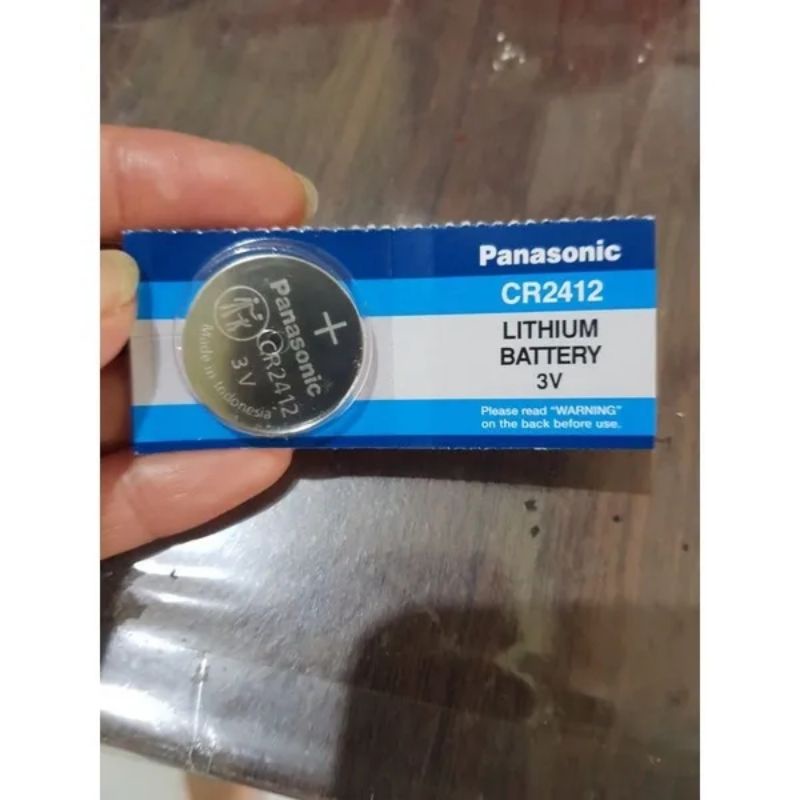 Panasonic
CR2412
LITHIUM
BATTERY
3V
Please read "WARNING"
on the back before use.
+
Panasonic
CR2412
3V
Made in Indonesia